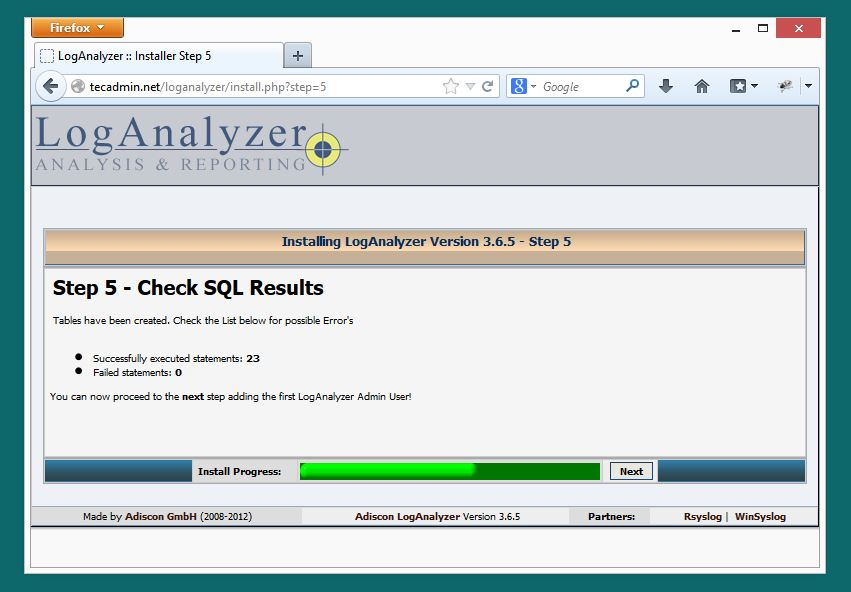 Firefox
LogAnalyzer :: Installer Step 5
tecadmin.net/loganalyzer/install.php?step=5
Google
LogAnalyzer
ANALYSIS & REPORTING
Installing LogAnalyzer Version 3.6.5 - Step 5
Step 5 - Check SQL Results
Tables have been created. Check the List below for possible Error's
Successfully executed statements: 23
Failed statements: 0
You can now proceed to the next step adding the first LogAnalyzer Admin User!
Install Progress:
Next
Made by Adiscon GmbH (2008-2012)
Adiscon LogAnalyzer Version 3.6.5
Partners:
Rsyslog | WinSyslog